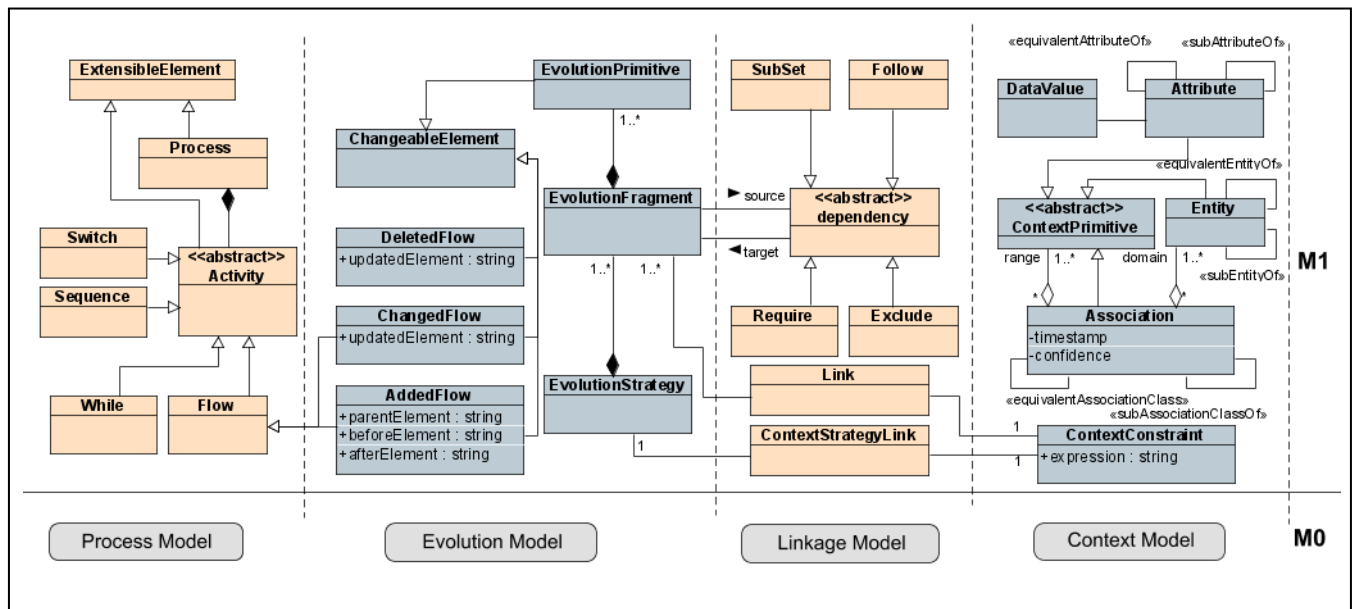 ExtensibleElement
Process
Switch
Sequence
<<abstract>>
Activity
While
Flow
EvolutionPrimitive
1..*
ChangeableElement
EvolutionFragment
DeletedFlow
+updatedElement : string
1..*
1..*
ChangedFlow
+updatedElement : string
AddedFlow
+parentElement : string
+beforeElement : string
+afterElement : string
EvolutionStrategy
1
SubSet
Follow
source
<<abstract>>
dependency
target
Require
Exclude
Link
ContextStrategyLink
«equivalentAttributeOf»
«subAttributeOf»
DataValue
Attribute
«equivalentEntityOf»
<<abstract>>
ContextPrimitive
Entity
range
1..*
domain
1..*
«subEntityOf»
*
*
Association
-timestamp
-confidence
«equivalentAssociationClass»
«subAssociationClassOf»
1
ContextConstraint
+expression : string
1
M1
Process Model
Evolution Model
Linkage Model
Context Model
M0